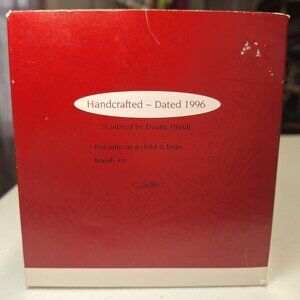 Handcrafted ~ Dated 1996
Sculpted by Duane Unruh
For unto us a child is born
Isaiah 9:6